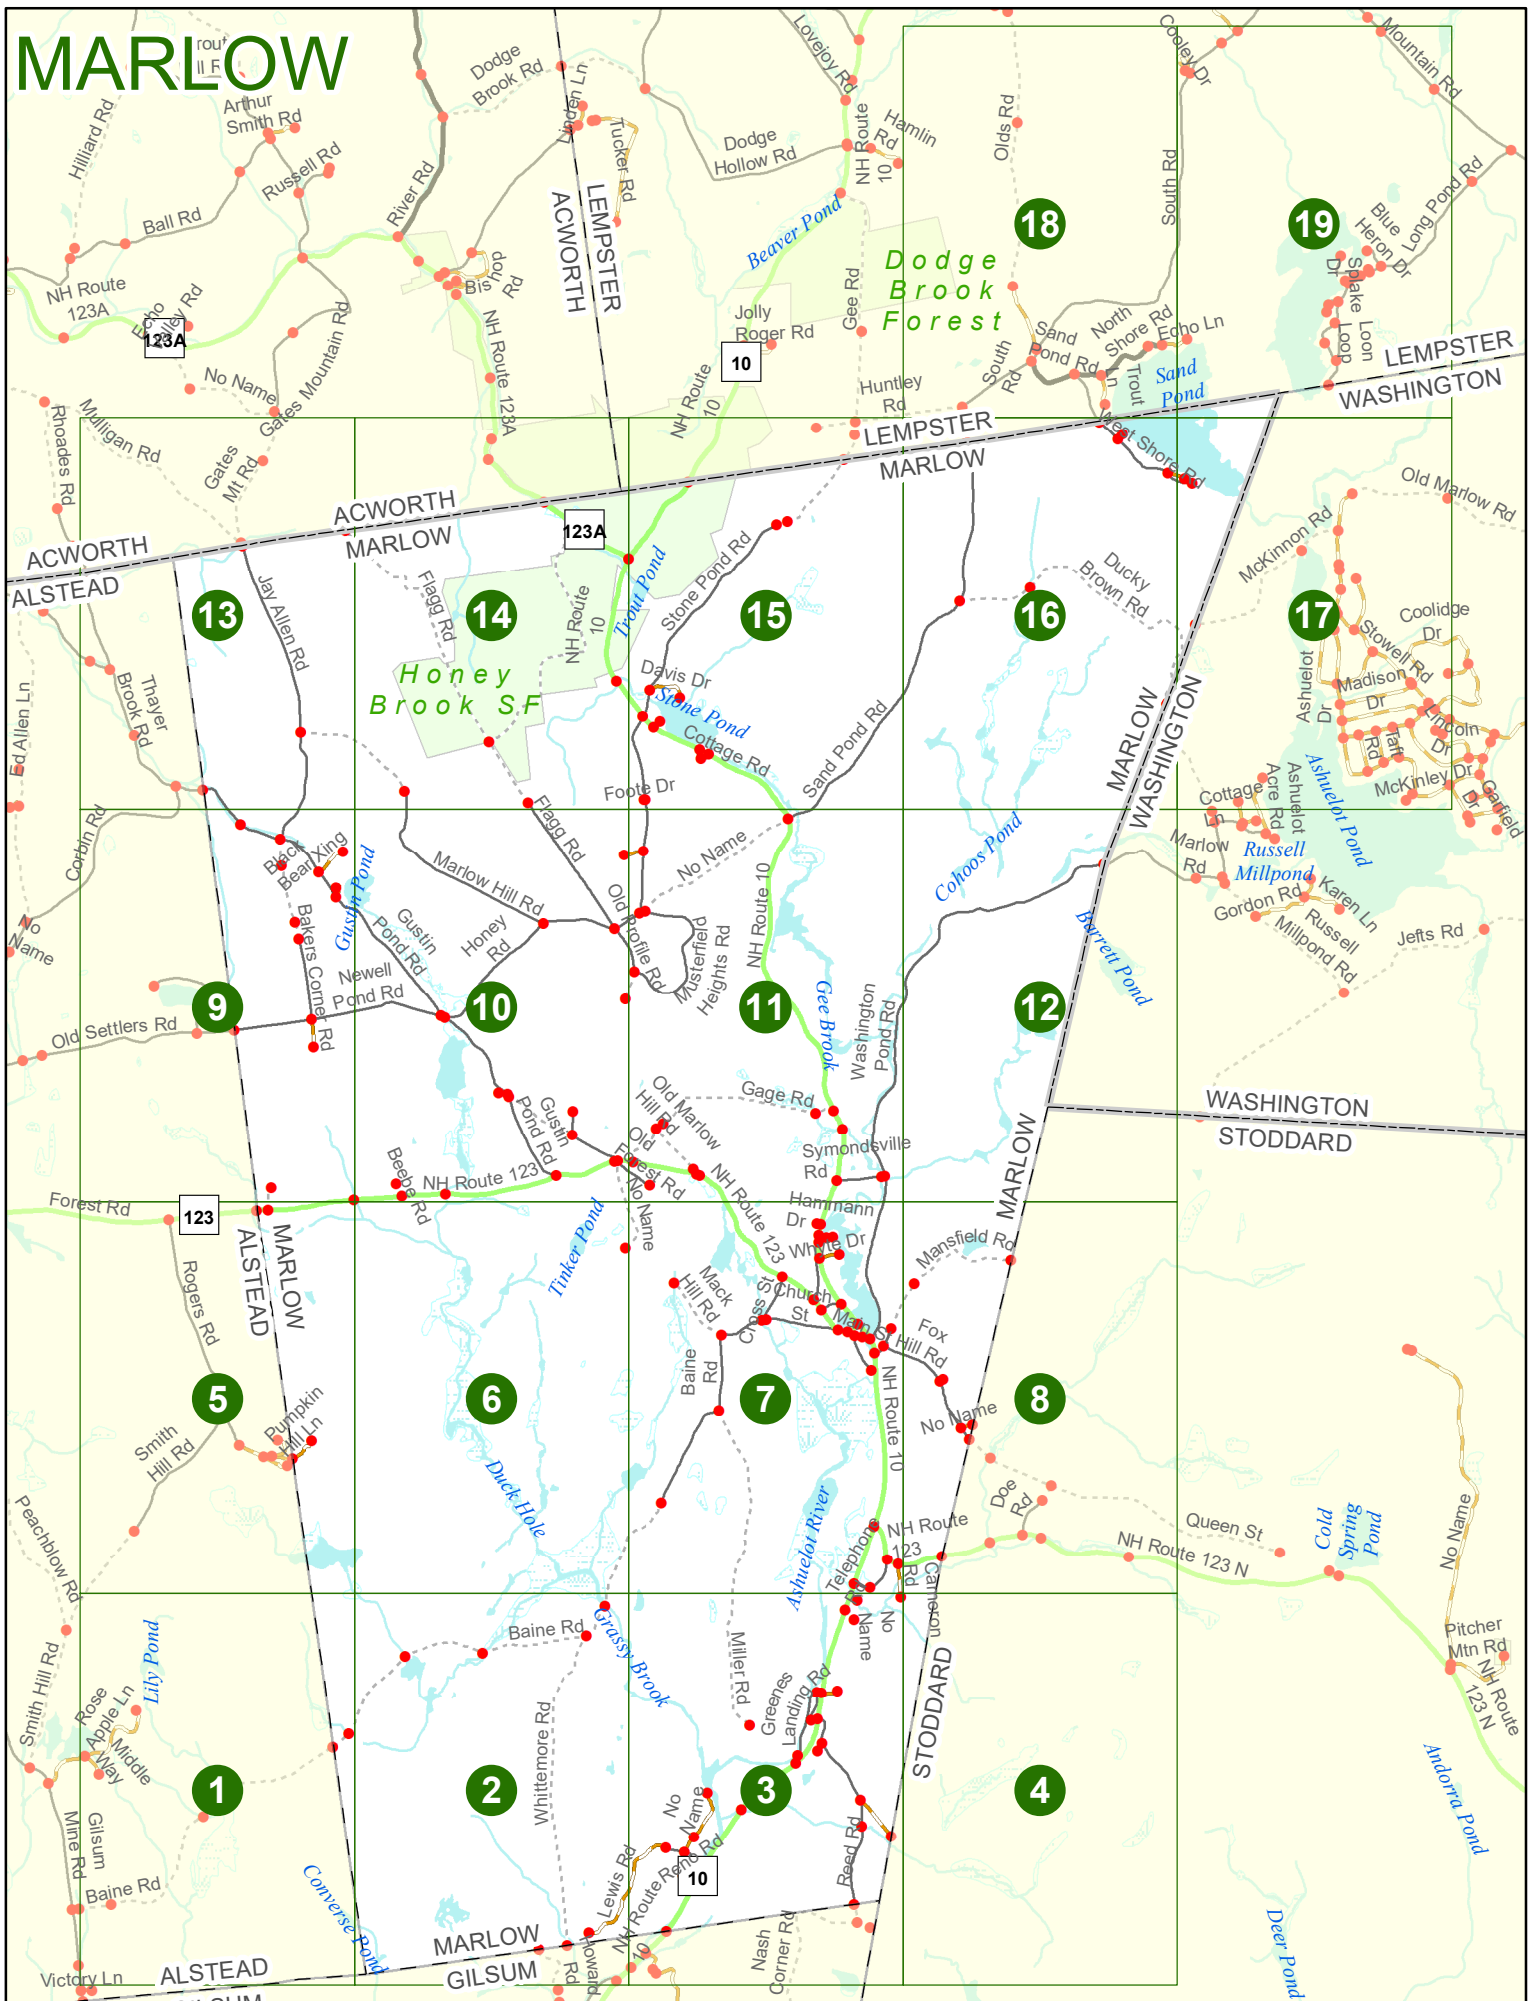 MARLOW
rout
ll R
Arthur
Smith Rd
Hilliard Rd
Russell Rd
Ball Rd
River Rd
NH Route
123A
Echo
Valley Rd
123A
No Name
Gates Mountain Rd
Dodge
Brook Rd
Linden Ln
Tucker Rd
LEMPSTER
ACWORTH
Bishop
Rd
NH Route 123A
Lovejoy Rd
Dodge
Hollow Rd
NH Route
10
Hamlin
Rd
Beaver Pond
Gee Rd
Dodge
Brook
Forest
Jolly
Roger Rd
10
NH Route
10
Huntley
Rd
Olds Rd
Cooley Dr
South Rd
18
South
Rd
Sand
Pond Rd
North
Shore Rd
Echo Ln
Trout
Ln
Sand
Pond
West Shore Rd
Mountain Rd
19
Blue
Heron Dr
Long Pond Rd
Splake
Dr
Loon
Loop
LEMPSTER
WASHINGTON
LEMPSTER
MARLOW
Rhoades Rd
Mulligan Rd
Gates
Mt Rd
ACWORTH
MARLOW
ACWORTH
ALSTEAD
123A
13
Jay Allen Rd
14
Flagg Rd
NH Route
10
Honey
Brook SF
Trout Pond
Stone Pond Rd
15
Davis Dr
Stone Pond
Cottage Rd
Sand Pond Rd
16
Ducky
Brown Rd
MARLOW
WASHINGTON
Old Marlow Rd
McKinnon Rd
17
Coolidge
Dr
Stowell Rd
Ashuelot
Dr
Madison
Dr
Lincoln
Dr
Taft
Rd
McKinley Dr
Garfield
Dr
Ashuelot Pond
Cottage
Ln
Ashuelot
Acre Rd
Marlow
Rd
Russell
Millpond
Gordon Rd
Karen Ln
Russell
Millpond Rd
Jefts Rd
Ed Allen Ln
Thayer
Brook Rd
Corbin Rd
No
Name
Black
Bear Xing
Gustin Pond
Bakers Corner Rd
Gustin
Pond Rd
Newell
Pond Rd
Old Settlers Rd
9
10
Marlow Hill Rd
Honey
Rd
Flagg Rd
Foote Dr
Old Profile Rd
No Name
Musterfield
Heights Rd
NH Route 10
11
Gee Brook
Washington
Pond Rd
Cohoos Pond
12
Barrett Pond
WASHINGTON
STODDARD
Gustin
Pond Rd
Old Marlow
Hill Rd
Gage Rd
Symondsville
Rd
Beebe Rd
NH Route 123
Old
Forest Rd
No Name
NH Route 123
Hammann
Dr
Whyte Dr
Mansfield Rd
MARLOW
Forest Rd
123
ALSTEAD
MARLOW
Rogers Rd
Tinker Pond
Mack
Hill Rd
Cross St
Church
St
Main St
Fox
Hill Rd
5
6
Baine
Rd
7
NH Route 10
No Name
8
Smith
Hill Rd
Pumpkin
Hill Ln
Duck Hole
Ashuelot River
Telephone
Rd
NH Route
123
Cameron
Rd
Doe
Rd
Queen St
NH Route 123 N
Cold
Spring
Pond
No Name
Peachblow Rd
Lily Pond
Smith Hill Rd
Rose
Apple Ln
Middle
Way
1
Gilsum
Mine Rd
Baine Rd
Victory Ln
Baine Rd
Whittemore Rd
2
Grassy Brook
Miller Rd
Greenes
Landing Rd
No
Name
STODDARD
3
No
Name
Reno Rd
10
Lewis Rd
NH Route
10
Reed Rd
4
Pitcher
Mtn Rd
NH Route
123 N
Andorra Pond
Deer Pond
Converse Pond
MARLOW
GILSUM
ALSTEAD
GILSUM
Howard
Rd
Nash
Corner Rd